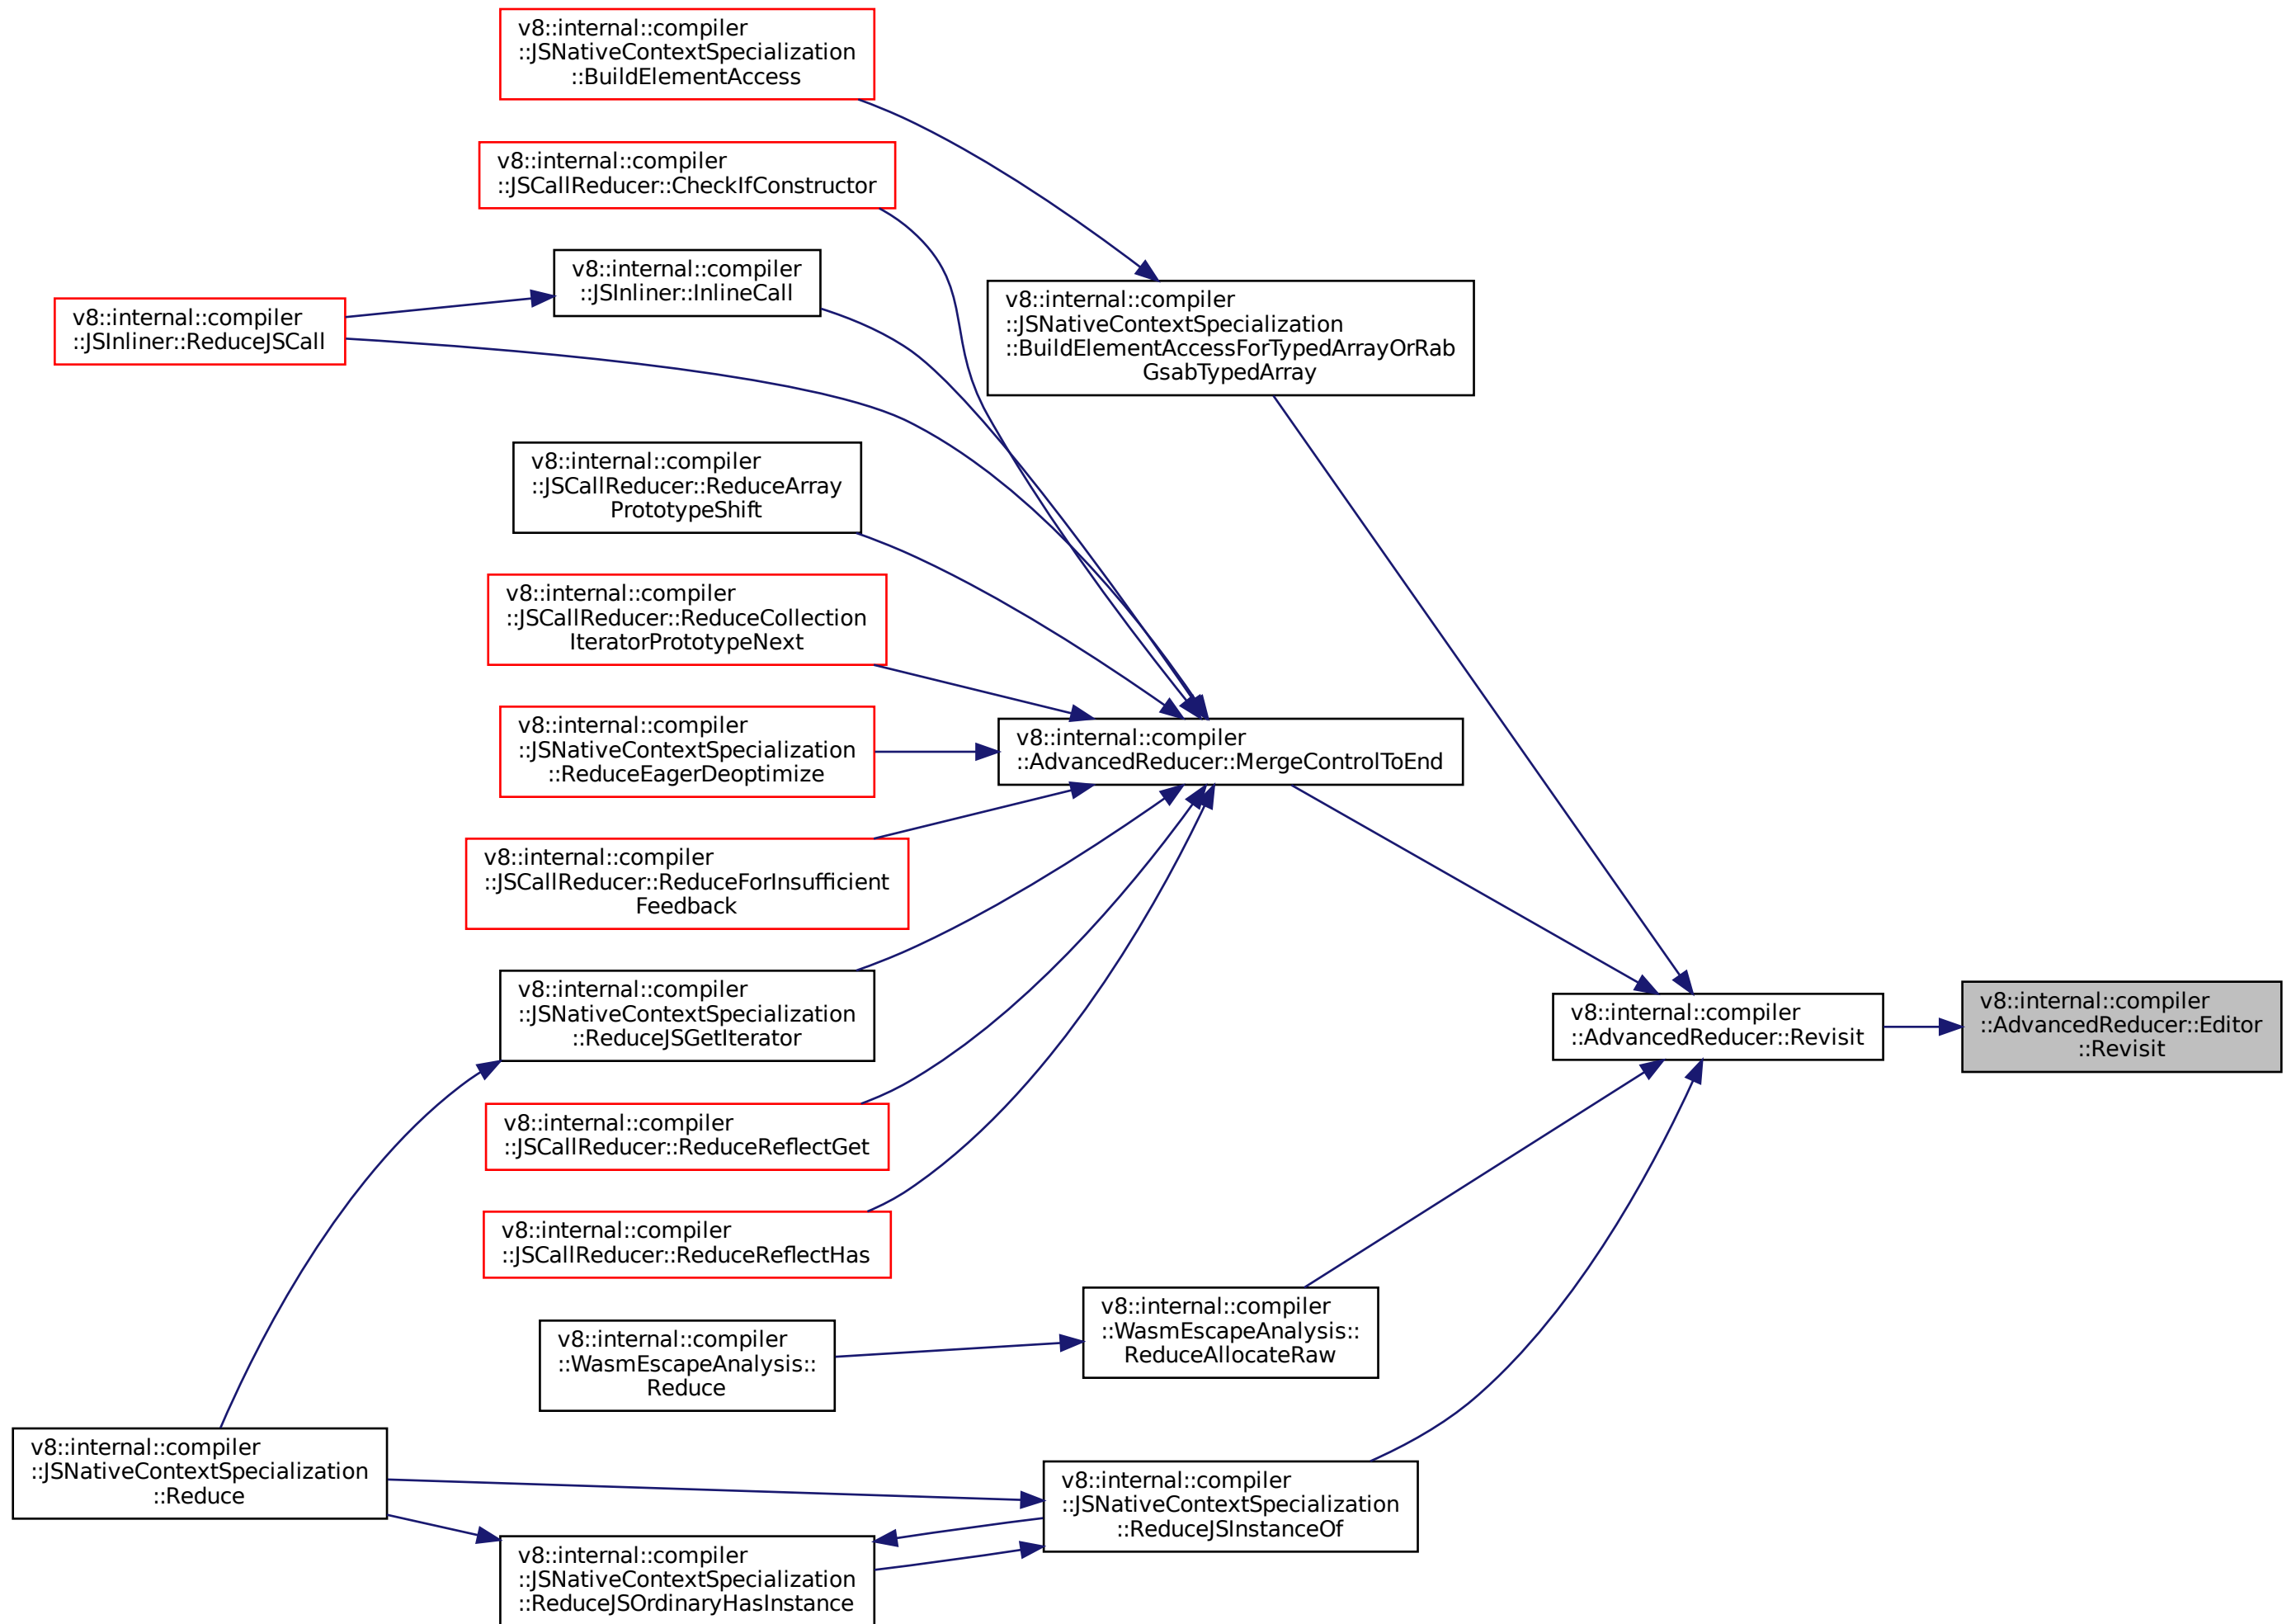 v8::internal::compiler
::JSNativeContextSpecialization
::BuildElementAccess
v8::internal::compiler
::JSCallReducer::CheckIfConstructor
v8::internal::compiler
::JSInliner::InlineCall
v8::internal::compiler
::JSInliner::ReduceJSCall
v8::internal::compiler
::JSNativeContextSpecialization
::BuildElementAccessForTypedArrayOrRab
GsabTypedArray
v8::internal::compiler
::JSCallReducer::ReduceArray
PrototypeShift
v8::internal::compiler
::JSCallReducer::ReduceCollection
IteratorPrototypeNext
v8::internal::compiler
::JSNativeContextSpecialization
::ReduceEagerDeoptimize
v8::internal::compiler
::AdvancedReducer::MergeControlToEnd
v8::internal::compiler
::JSCallReducer::ReduceForInsufficient
Feedback
v8::internal::compiler
::JSNativeContextSpecialization
::ReduceJSGetIterator
v8::internal::compiler
::AdvancedReducer::Revisit
v8::internal::compiler
::AdvancedReducer::Editor
::Revisit
v8::internal::compiler
::JSCallReducer::ReduceReflectGet
v8::internal::compiler
::JSCallReducer::ReduceReflectHas
v8::internal::compiler
::WasmEscapeAnalysis::
ReduceAllocateRaw
v8::internal::compiler
::WasmEscapeAnalysis::
Reduce
v8::internal::compiler
::JSNativeContextSpecialization
::Reduce
v8::internal::compiler
::JSNativeContextSpecialization
::ReduceJSInstanceOf
v8::internal::compiler
::JSNativeContextSpecialization
::ReduceJSOrdinaryHasInstance